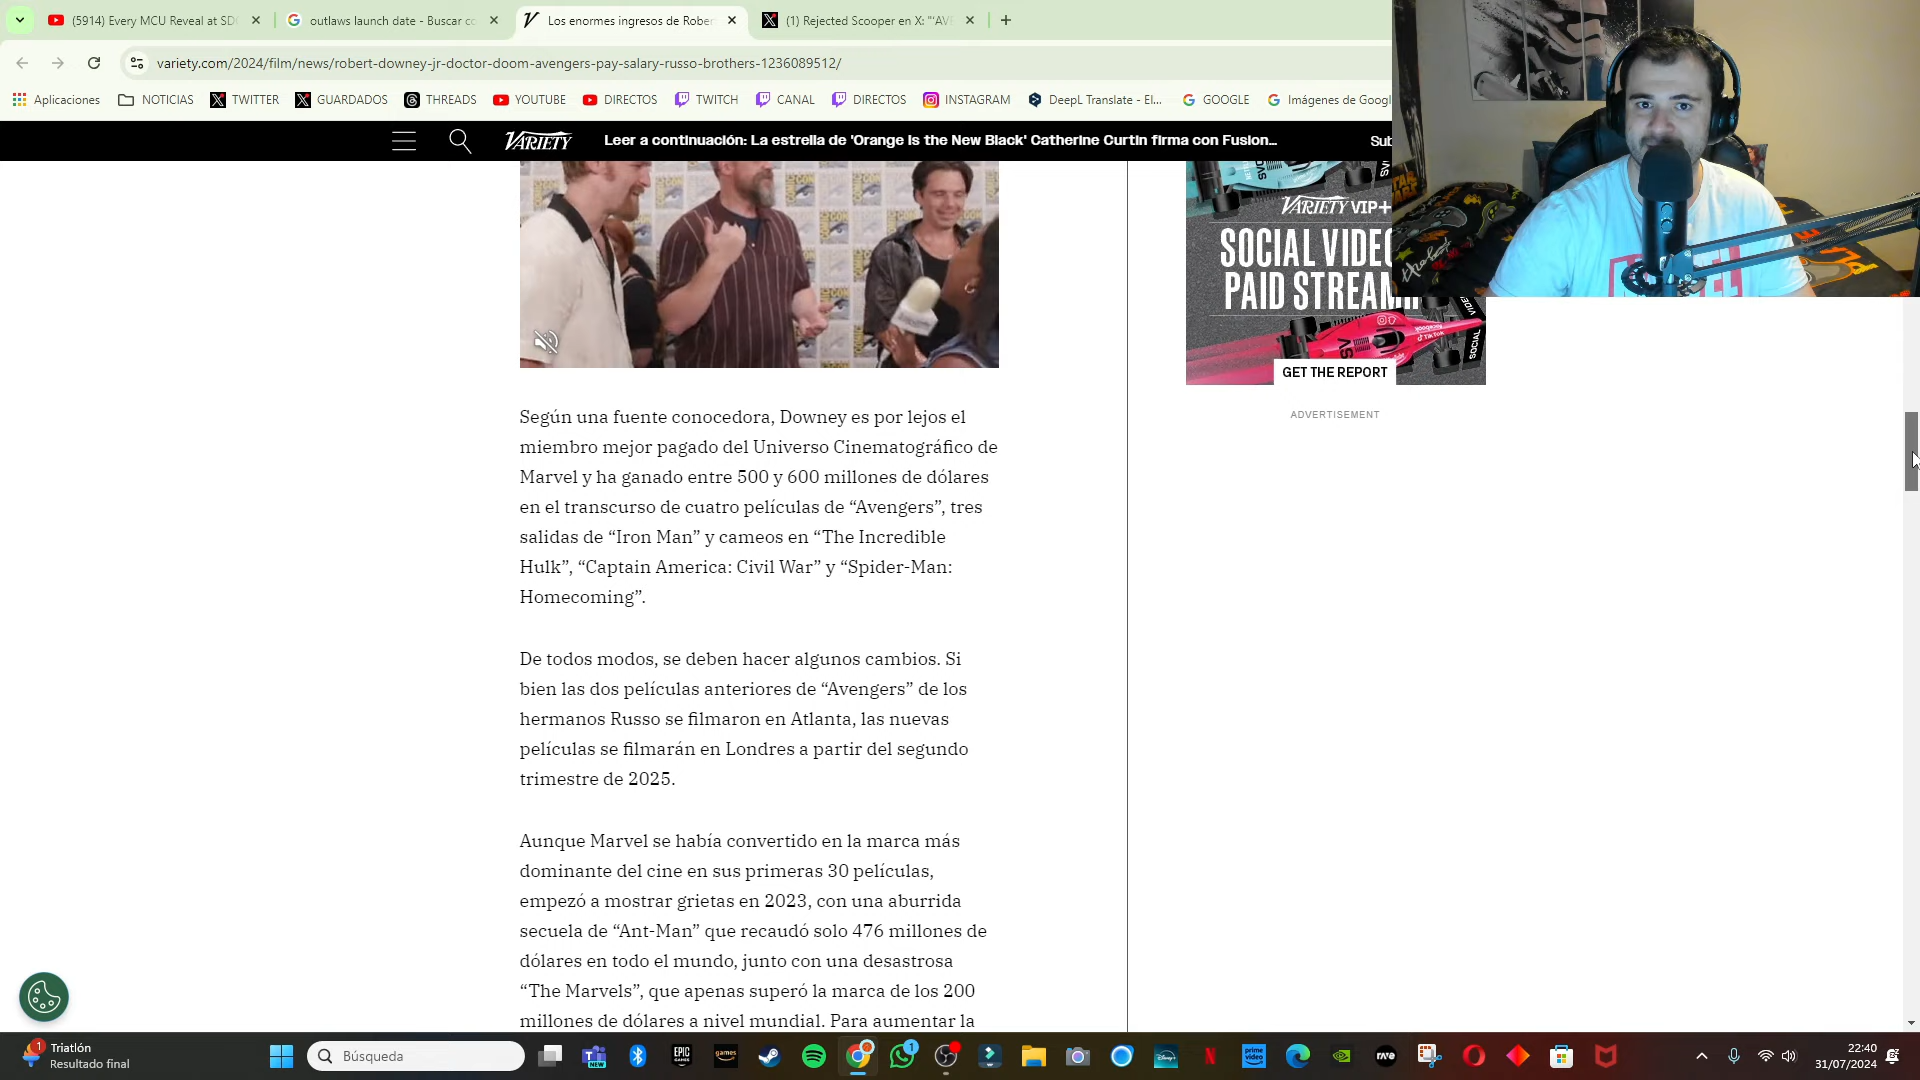 (5914) Every MCU Reveal at SD
outlaws launch date - Buscar co
Los enormes ingresos de Rober
(1) Rejected Scooper en X: "'AV
variety.com/2024/film/news/robert-downey-jr-doctor-doom-avengers-pay-salary-russo-brothers-1236089512/
Aplicaciones
NOTICIAS
TWITTER
GUARDADOS
THREADS
YOUTUBE
DIRECTOS
TWITCH
CANAL
DIRECTOS
INSTAGRAM
DeepL Translate - El...
GOOGLE
Imágenes de Googl
VARIETY
Leer a continuación: La estrella de 'Orange Is the New Black' Catherine Curtin firma con Fusion...
Sub
VARIETY VIP+
SOCIAL VIDEO
PAID STREAMI
GET THE REPORT
ADVERTISEMENT
Según una fuente conocedora, Downey es por lejos el
miembro mejor pagado del Universo Cinematográfico de
Marvel y ha ganado entre 500 y 600 millones de dólares
en el transcurso de cuatro películas de “Avengers”, tres
salidas de “Iron Man” y cameos en “The Incredible
Hulk”, “Captain America: Civil War” y “Spider-Man:
Homecoming”.
De todos modos, se deben hacer algunos cambios. Si
bien las dos películas anteriores de “Avengers” de los
hermanos Russo se filmaron en Atlanta, las nuevas
películas se filmarán en Londres a partir del segundo
trimestre de 2025.
Aunque Marvel se había convertido en la marca más
dominante del cine en sus primeras 30 películas,
empezó a mostrar grietas en 2023, con una aburrida
secuela de “Ant-Man” que recaudó solo 476 millones de
dólares en todo el mundo, junto con una desastrosa
“The Marvels”, que apenas superó la marca de los 200
millones de dólares a nivel mundial. Para aumentar la
1
Triatlón
Resultado final
Búsqueda
22:40
31/07/2024